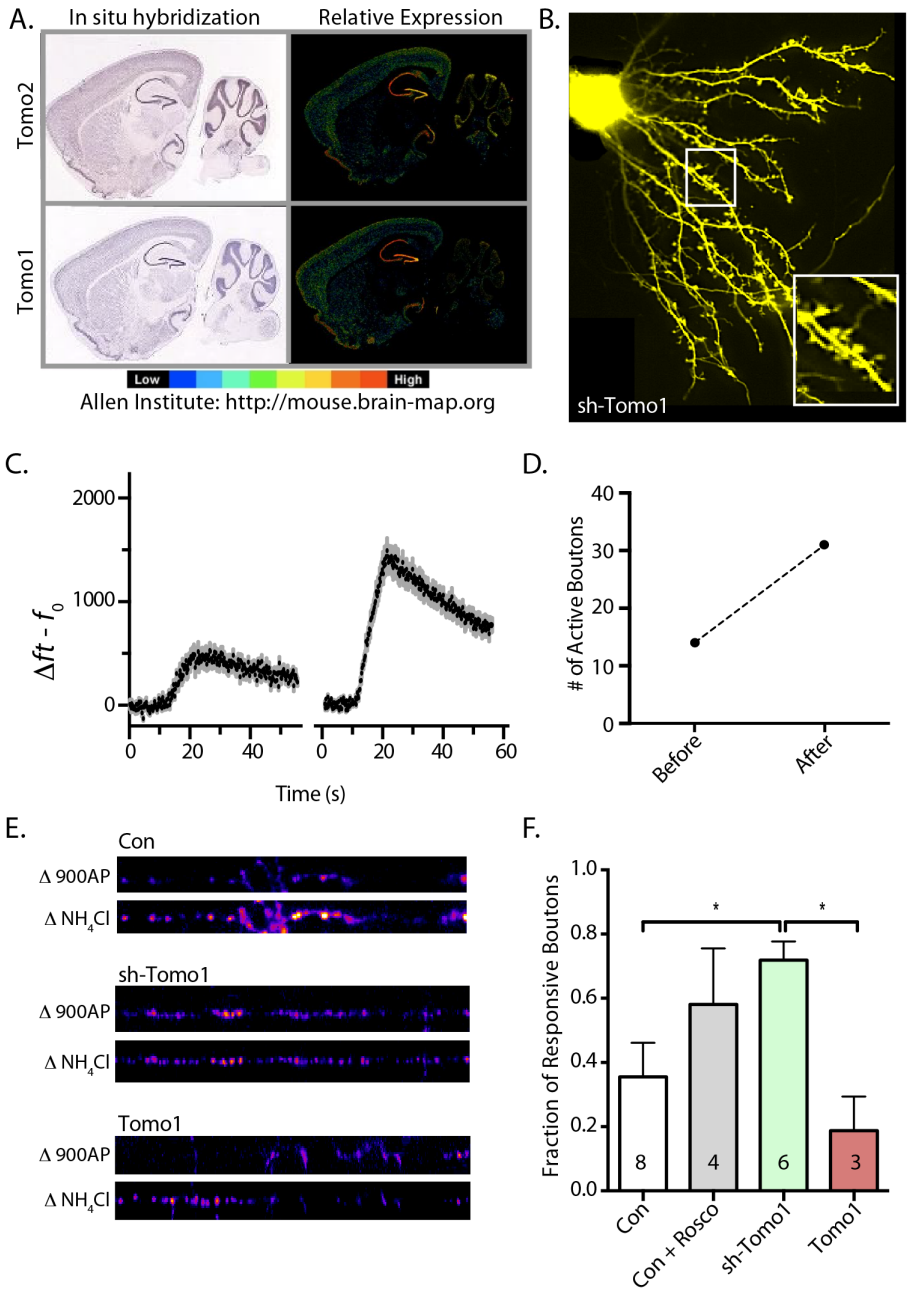 A.
In situ hybridization
Relative Expression
B.
Tomo2
Tomo1
Low
High
Allen Institute: http://mouse.brain-map.org
sh-Tomo1
C.
D.
2000
1000
0
Δft - f0
0
20
40
0
20
40
60
Time (s)
40
30
20
10
0
# of Active Boutons
Before
After
E.
Con
Δ 900AP
Δ NH4Cl
sh-Tomo1
Δ 900AP
Δ NH4Cl
Tomo1
Δ 900AP
Δ NH4Cl
F.
1.0
0.8
0.6
0.4
0.2
0.0
Fraction of Responsive Boutons
*
*
8
4
6
3
Con
Con + Rosco
sh-Tomo1
Tomo1